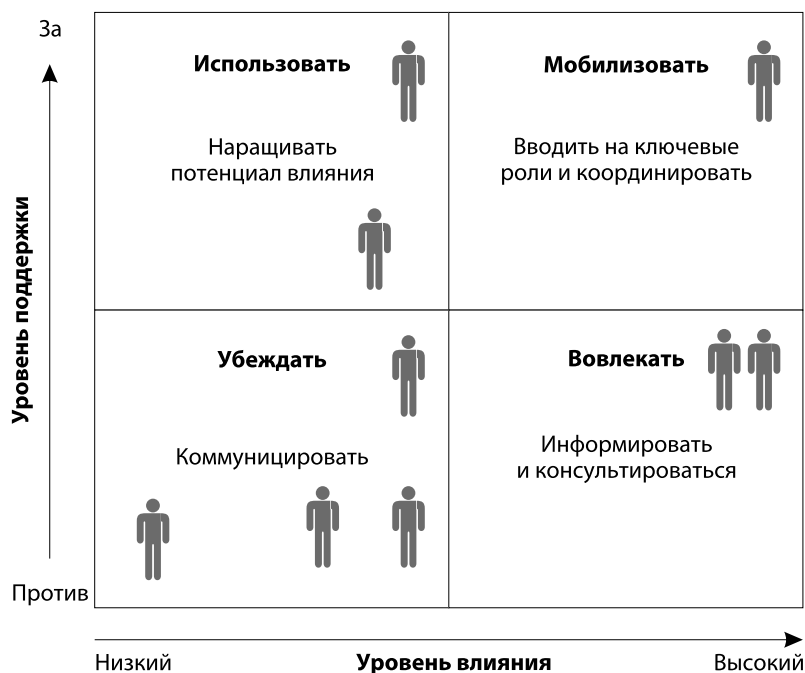 За
Использовать
Мобилизовать
Наращивать
потенциал влияния
Вводить на ключевые
роли и координировать
Уровень поддержки
Убеждать
Вовлекать
Коммуницировать
Информировать
и консультироваться
Против
Низкий
Уровень влияния
Высокий